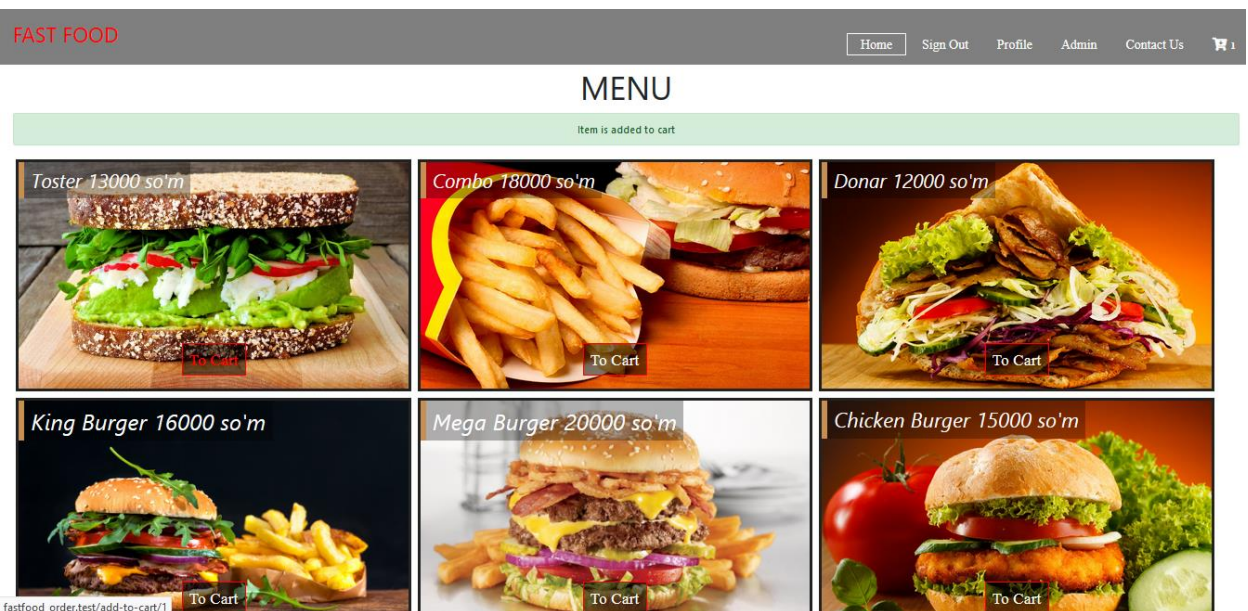 FAST FOOD
Home Sign Out Profile Admin Contact Us 1
MENU
Item is added to cart
Toster 13000 so'm
Combo 18000 so'm
Donar 12000 so'm
To Cart
To Cart
To Cart
King Burger 16000 so'm
Mega Burger 20000 so'm
Chicken Burger 15000 so'm
To Cart
To Cart
To Cart
fastfood_order.test/add-to-cart/1